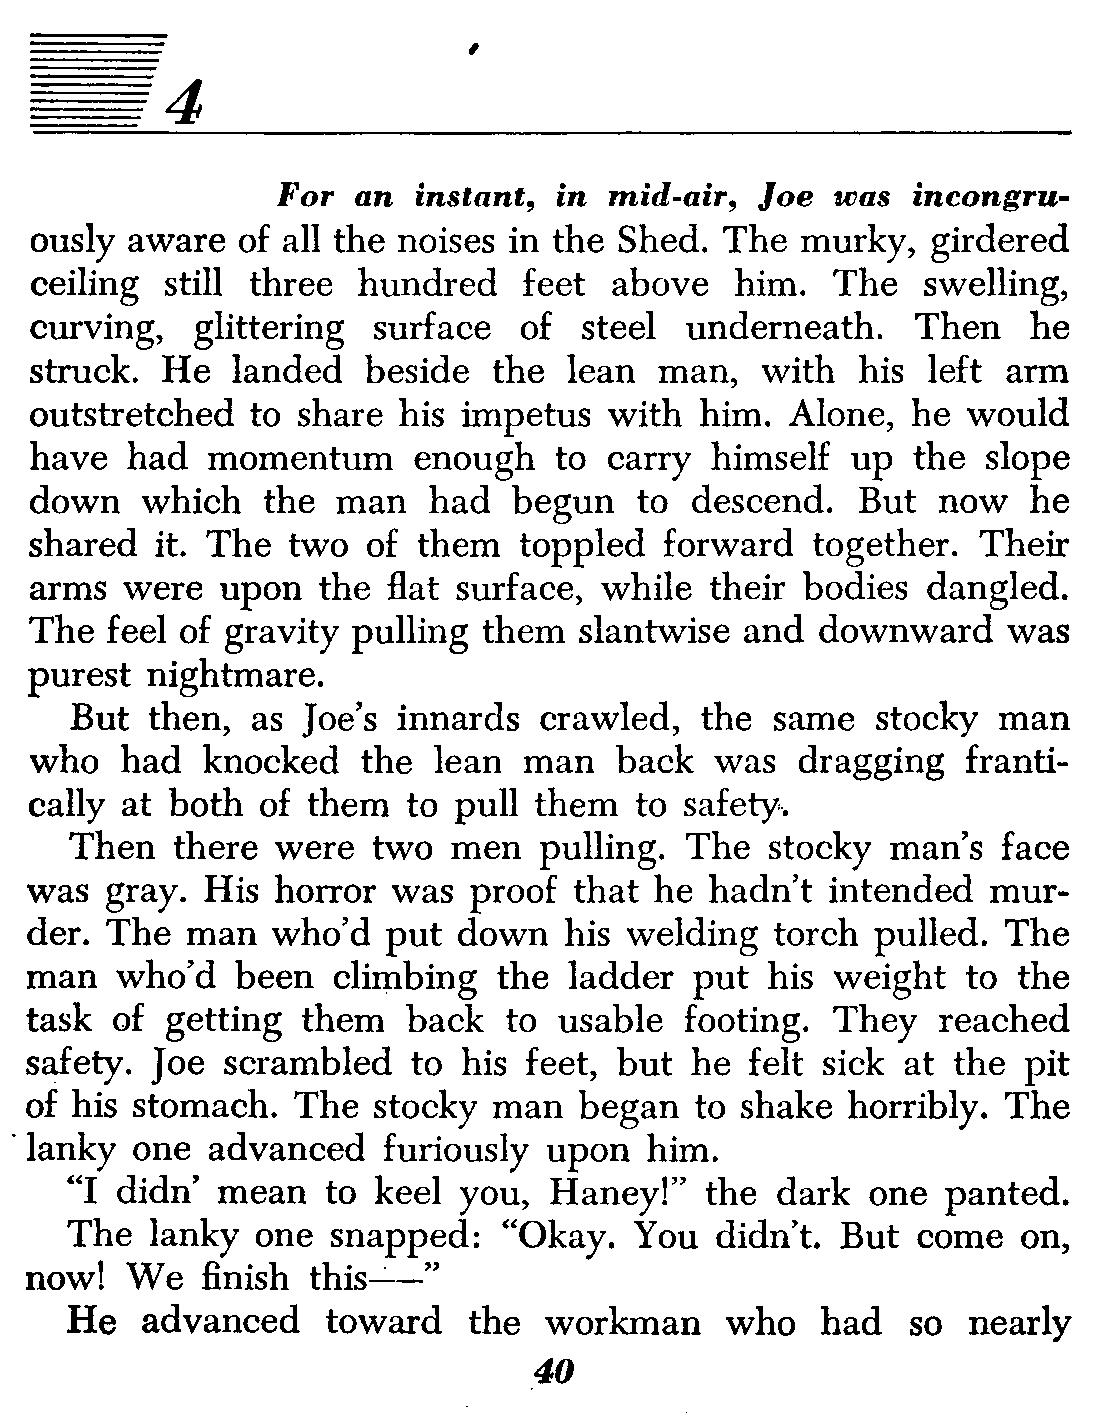 4
For an instant, in mid-air, Joe was incongru-
ously aware of all the noises in the Shed. The murky, girdered
ceiling still three hundred feet above him. The swelling,
curving, glittering surface of steel underneath. Then he
struck. He landed beside the lean man, with his left arm
outstretched to share his impetus with him. Alone, he would
have had momentum enough to carry himself up the slope
down which the man had begun to descend. But now he
shared it. The two of them toppled forward together. Their
arms were upon the flat surface, while their bodies dangled.
The feel of gravity pulling them slantwise and downward was
purest nightmare.
But then, as Joe's innards crawled, the same stocky man
who had knocked the lean man back was dragging franti-
cally at both of them to pull them to safety.
Then there were two men pulling. The stocky man's face
was gray. His horror was proof that he hadn't intended mur-
der. The man who'd put down his welding torch pulled. The
man who'd been climbing the ladder put his weight to the
task of getting them back to usable footing. They reached
safety. Joe scrambled to his feet, but he felt sick at the pit
of his stomach. The stocky man began to shake horribly. The
lanky one advanced furiously upon him.
"I didn' mean to keel you, Haney!" the dark one panted.
The lanky one snapped: "Okay. You didn't. But come on,
now! We finish this——"
He advanced toward the workman who had so nearly
40